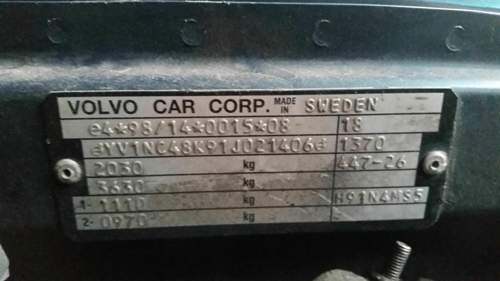 VOLVO CAR CORP. MADE IN SWEDEN
e4*98/14*0015*08 18
YV1NC48K91J021406 1370
2030 kg 447-26
3630 kg
1- 1110 kg H91N4MS5
2- 0970 kg